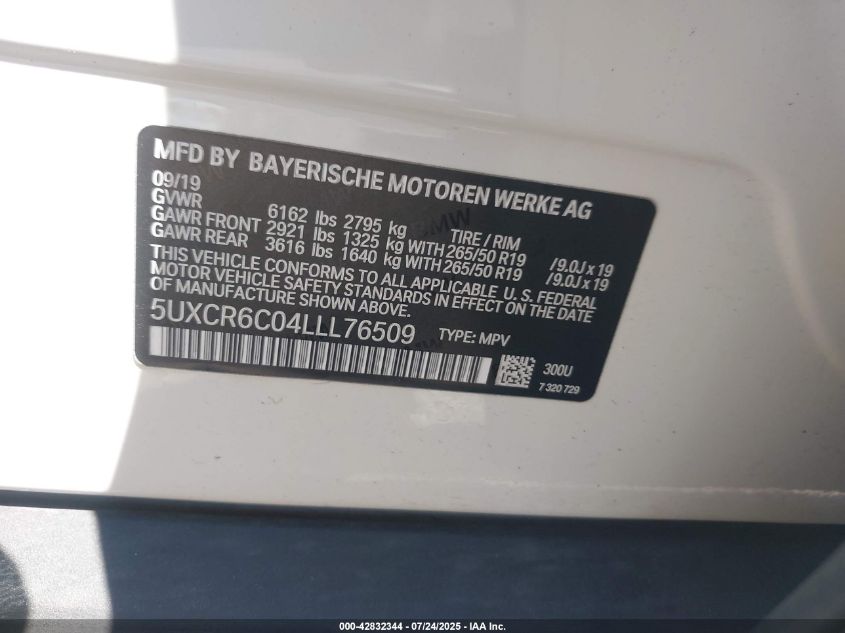 MFD BY BAYERISCHE MOTOREN WERKE AG
09/19
GVWR 6162 lbs 2795 kg TIRE / RIM
GAWR FRONT 2921 lbs 1325 kg WITH 265/50 R19 /9.0J x 19
GAWR REAR 3616 lbs 1640 kg WITH 265/50 R19 /9.0J x 19
THIS VEHICLE CONFORMS TO ALL APPLICABLE U.S. FEDERAL
MOTOR VEHICLE SAFETY STANDARDS IN EFFECT ON THE DATE
OF MANUFACTURE SHOWN ABOVE.
5UXCR6C04LLL76509 TYPE: MPV
300U
7 320 729
000-42832344 / 07/24/2025 - IAA Inc.